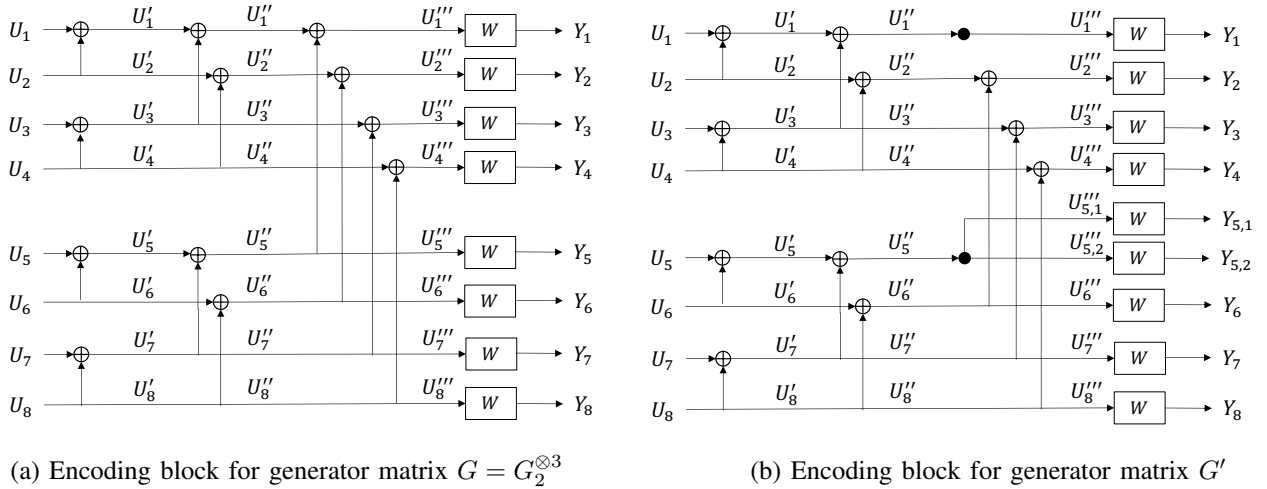 U₁ U′₁ U″₁ U‴₁ W Y₁
U₂ U′₂ U″₂ U‴₂ W Y₂
U₃ U′₃ U″₃ U‴₃ W Y₃
U₄ U′₄ U″₄ U‴₄ W Y₄
U₅ U′₅ U″₅ U‴₅ W Y₅
U₆ U′₆ U″₆ U‴₆ W Y₆
U₇ U′₇ U″₇ U‴₇ W Y₇
U₈ U′₈ U″₈ U‴₈ W Y₈
(a) Encoding block for generator matrix G = G₂^{⊗3}
U₁ U′₁ U″₁ U‴₁ W Y₁
U₂ U′₂ U″₂ U‴₂ W Y₂
U₃ U′₃ U″₃ U‴₃ W Y₃
U₄ U′₄ U″₄ U‴₄ W Y₄
U‴₅,₁ W Y₅,₁
U₅ U′₅ U″₅ U‴₅,₂ W Y₅,₂
U₆ U′₆ U″₆ U‴₆ W Y₆
U₇ U′₇ U″₇ U‴₇ W Y₇
U₈ U′₈ U″₈ U‴₈ W Y₈
(b) Encoding block for generator matrix G′